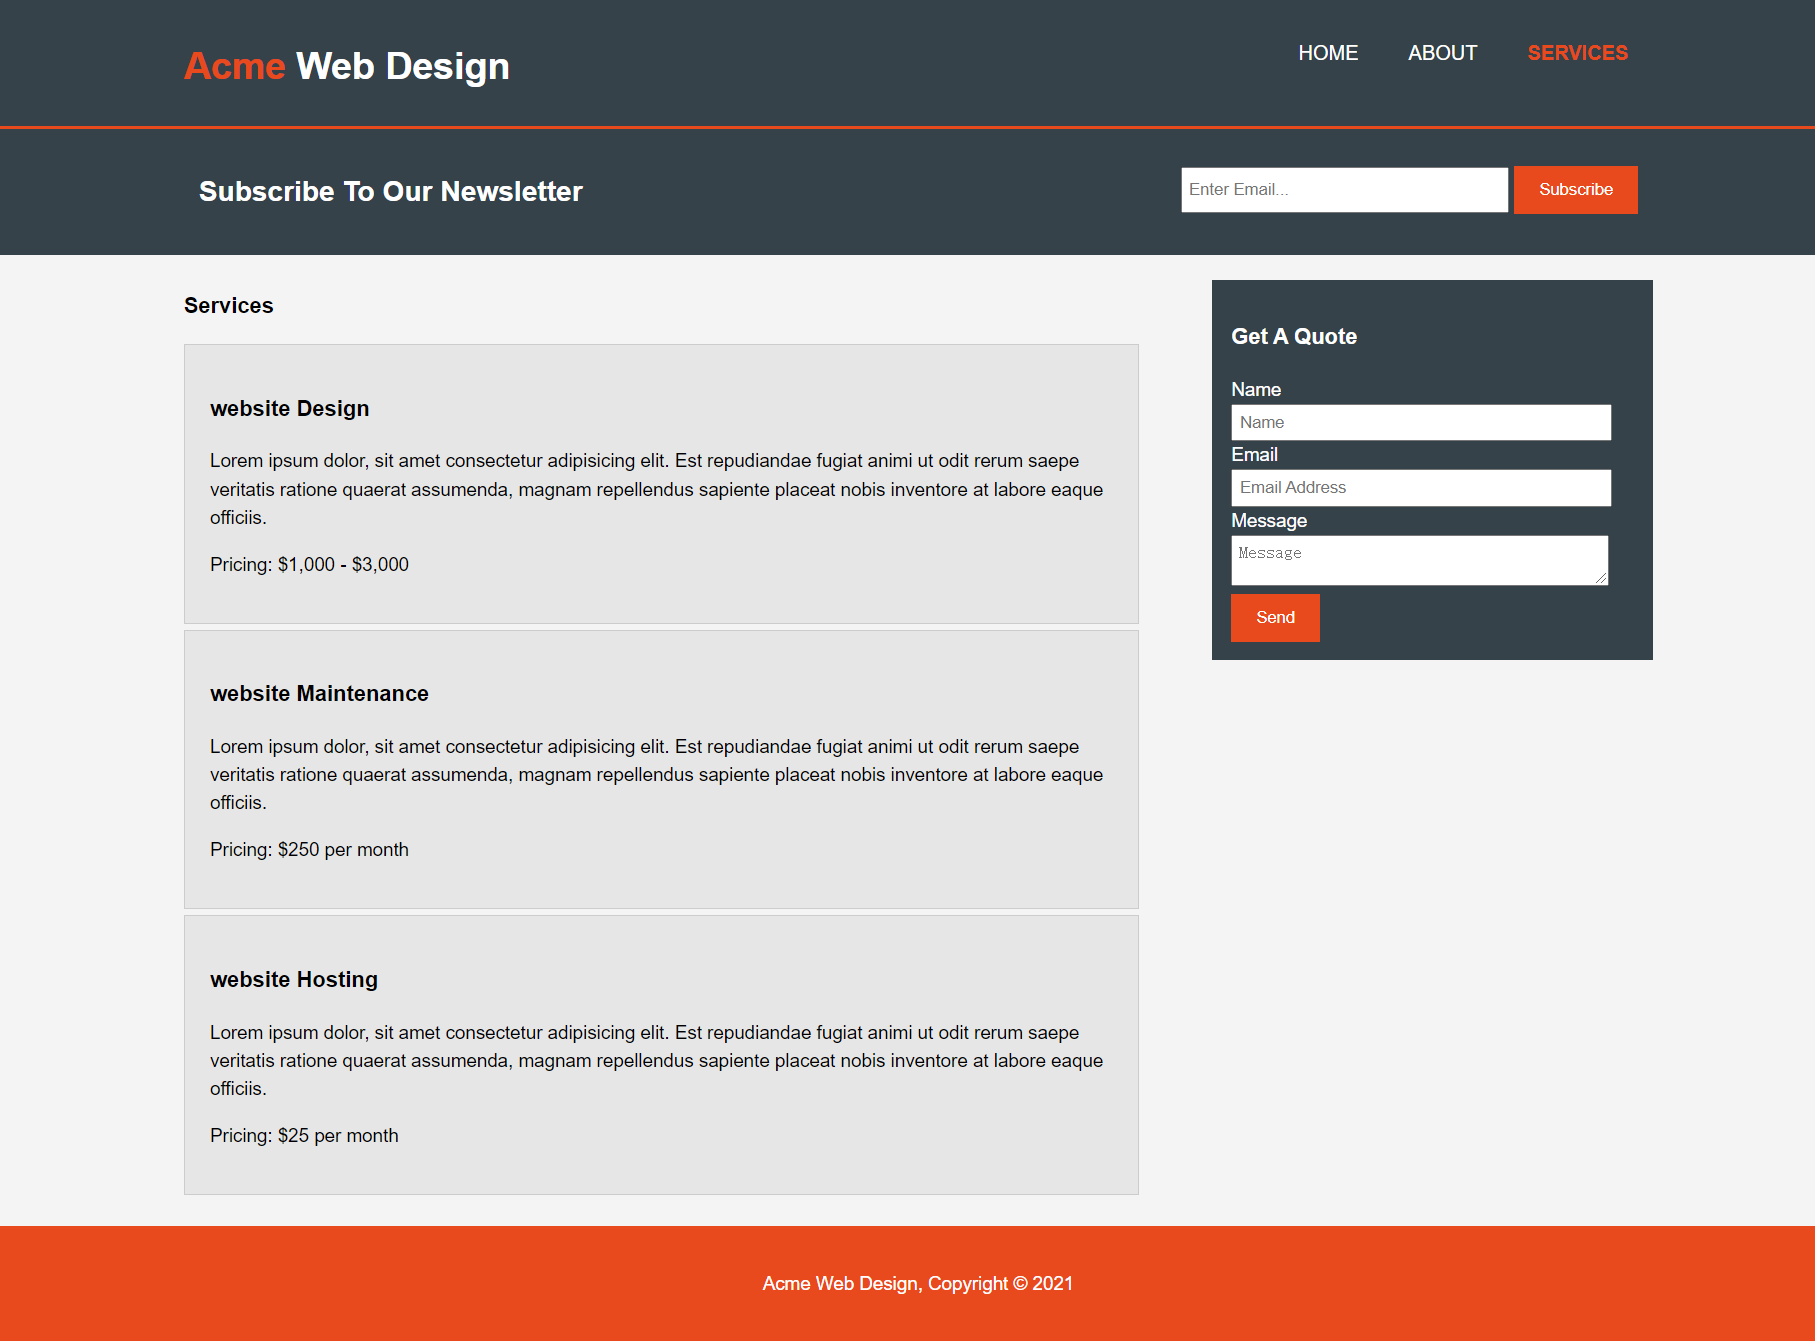 Acme Web Design
HOME ABOUT SERVICES
Subscribe To Our Newsletter
Enter Email... Subscribe
Services
website Design
Lorem ipsum dolor, sit amet consectetur adipisicing elit. Est repudiandae fugiat animi ut odit rerum saepe
veritatis ratione quaerat assumenda, magnam repellendus sapiente placeat nobis inventore at labore eaque
officiis.
Pricing: $1,000 - $3,000
website Maintenance
Lorem ipsum dolor, sit amet consectetur adipisicing elit. Est repudiandae fugiat animi ut odit rerum saepe
veritatis ratione quaerat assumenda, magnam repellendus sapiente placeat nobis inventore at labore eaque
officiis.
Pricing: $250 per month
website Hosting
Lorem ipsum dolor, sit amet consectetur adipisicing elit. Est repudiandae fugiat animi ut odit rerum saepe
veritatis ratione quaerat assumenda, magnam repellendus sapiente placeat nobis inventore at labore eaque
officiis.
Pricing: $25 per month
Get A Quote
Name
Name
Email
Email Address
Message
Message
Send
Acme Web Design, Copyright © 2021